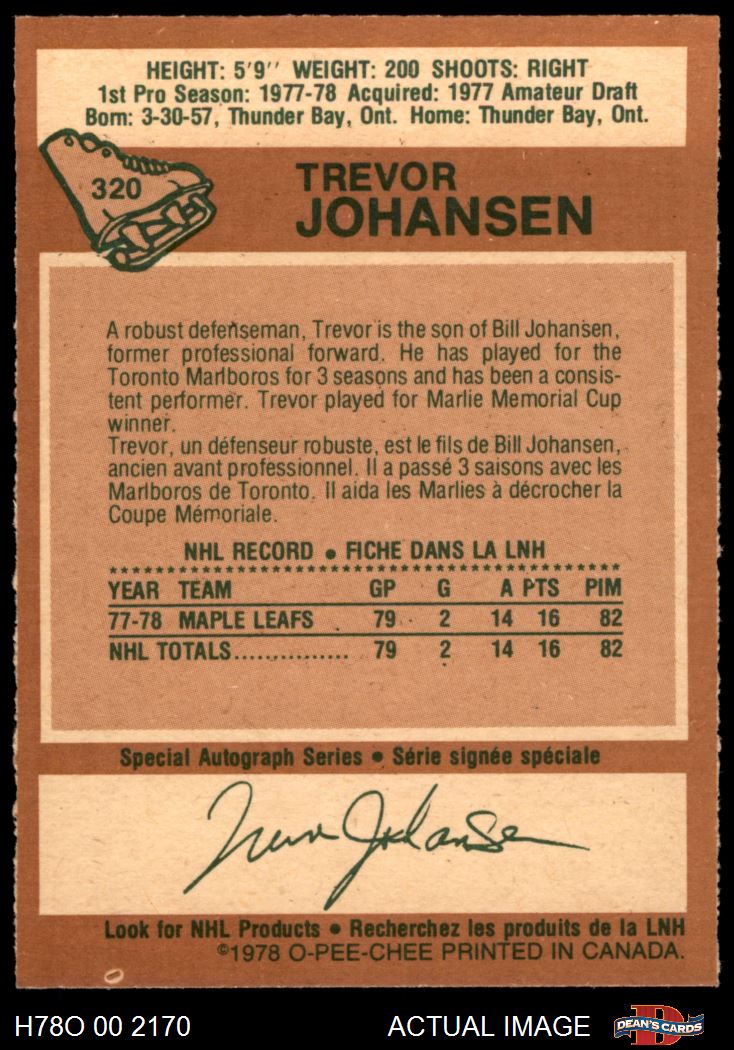 HEIGHT: 5'9'' WEIGHT: 200 SHOOTS: RIGHT
1st Pro Season: 1977-78 Acquired: 1977 Amateur Draft
Born: 3-30-57, Thunder Bay, Ont. Home: Thunder Bay, Ont.
320
TREVOR
JOHANSEN
A robust defenseman, Trevor is the son of Bill Johansen,
former professional forward. He has played for the
Toronto Marlboros for 3 seasons and has been a consis-
tent performer. Trevor played for Marlie Memorial Cup
winner.
Trevor, un défenseur robuste, est le fils de Bill Johansen,
ancien avant professionnel. Il a passé 3 saisons avec les
Marlboros de Toronto. Il aida les Marlies à décrocher la
Coupe Mémoriale.
NHL RECORD • FICHE DANS LA LNH
YEAR TEAM GP G A PTS PIM
77-78 MAPLE LEAFS 79 2 14 16 82
NHL TOTALS............... 79 2 14 16 82
Special Autograph Series • Série signée spéciale
Trevor Johansen
Look for NHL Products • Recherchez les produits de la LNH
©1978 O-PEE-CHEE PRINTED IN CANADA.
H78O 00 2170 ACTUAL IMAGE DEAN'S CARDS